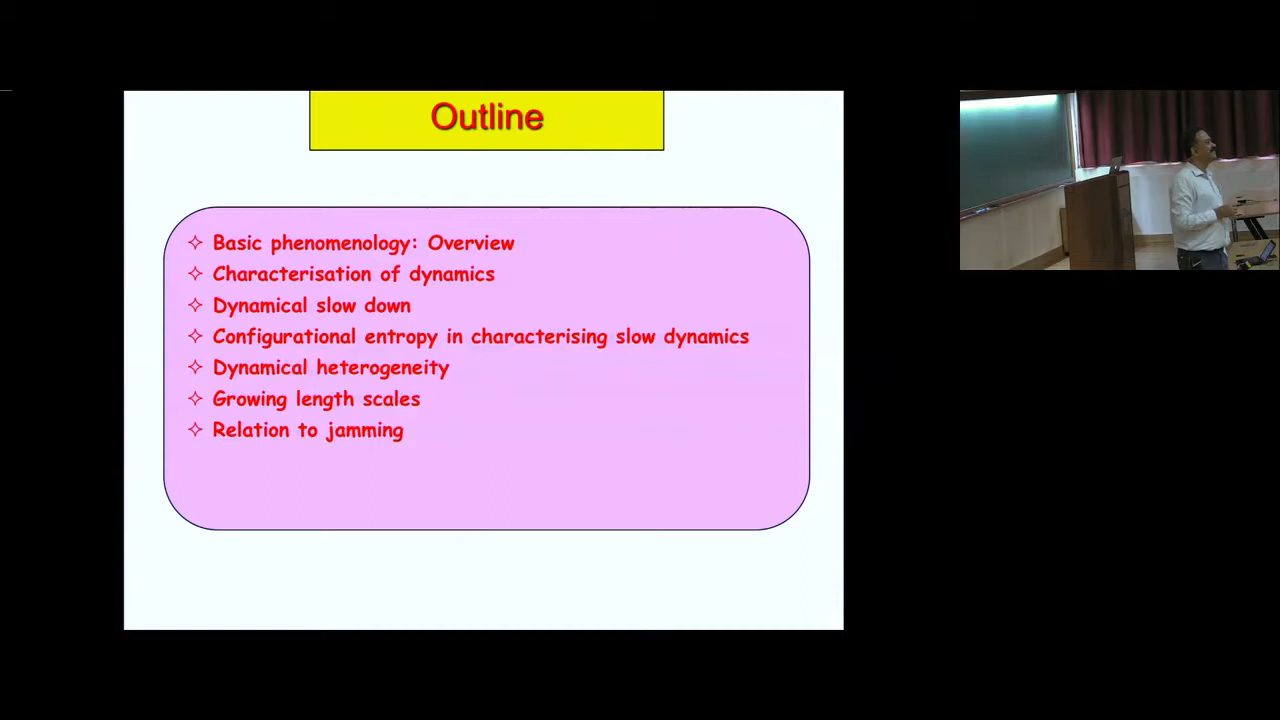 Outline
Basic phenomenology: Overview
Characterisation of dynamics
Dynamical slow down
Configurational entropy in characterising slow dynamics
Dynamical heterogeneity
Growing length scales
Relation to jamming